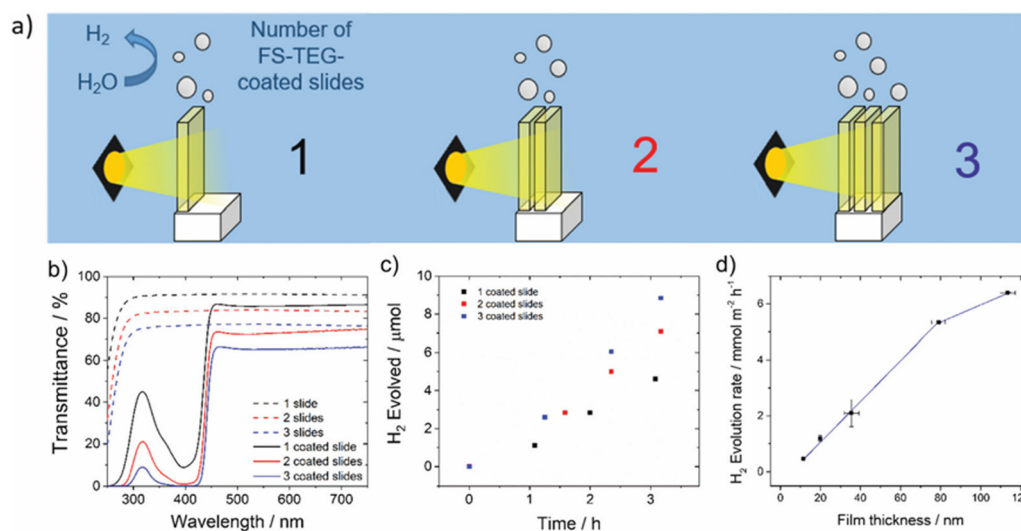 a)
H₂
H₂O
Number of
FS-TEG-
coated slides
1
2
3
b)
100
80
60
40
20
0
300
400
500
600
700
Transmittance / %
Wavelength / nm
1 slide
2 slides
3 slides
1 coated slide
2 coated slides
3 coated slides
c)
10
8
6
4
2
0
0
1
2
3
H₂ Evolved / μmol
Time / h
1 coated slide
2 coated slides
3 coated slides
d)
6
4
2
0
20
40
60
80
100
120
H₂ Evolution rate / mmol m⁻² h⁻¹
Film thickness / nm